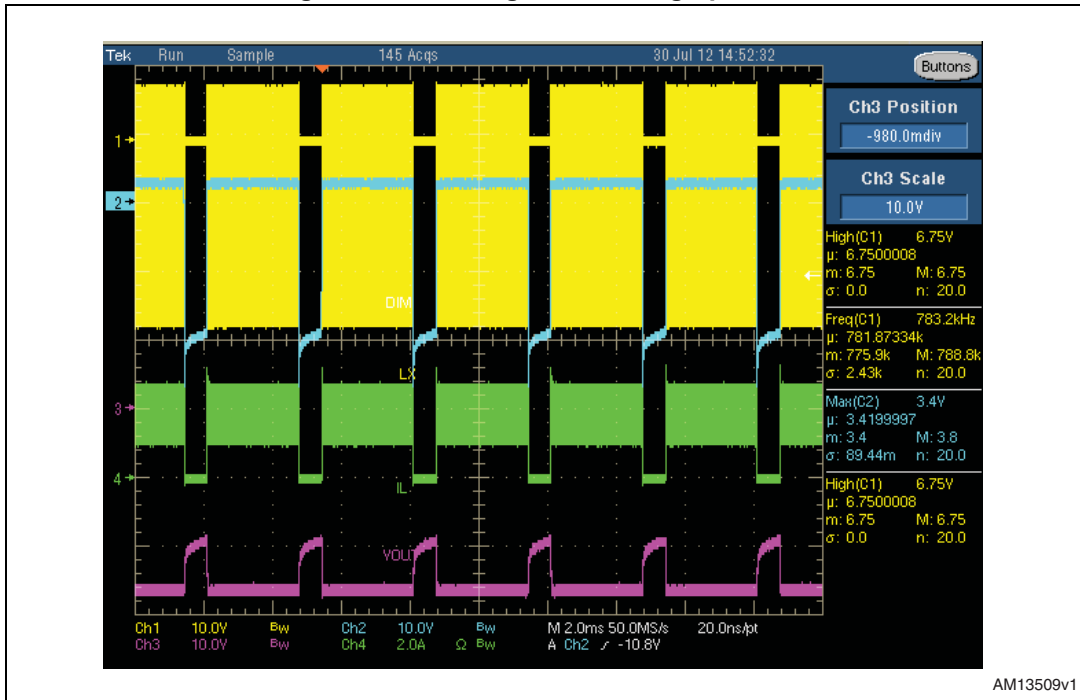 Tek Run Sample 145 Acqs 30 Jul 12 14:52:32
Buttons
Ch3 Position
-980.0mdiv
Ch3 Scale
10.0V
1
2
3
4
DIM
LX
IL
VOUT
High(C1) 6.75V
µ: 6.7500008
m: 6.75 M: 6.75
σ: 0.0 n: 20.0
Freq(C1) 783.2kHz
µ: 781.87334k
m: 775.9k M: 788.8k
σ: 2.43k n: 20.0
Max(C2) 3.4V
µ: 3.4199997
m: 3.4 M: 3.8
σ: 89.44m n: 20.0
High(C1) 6.75V
µ: 6.7500008
m: 6.75 M: 6.75
σ: 0.0 n: 20.0
Ch1 10.0V Bw Ch2 10.0V Bw M 2.0ms 50.0MS/s 20.0ns/pt
Ch3 10.0V Bw Ch4 2.0A Ω Bw A Ch2 -10.8V
AM13509v1